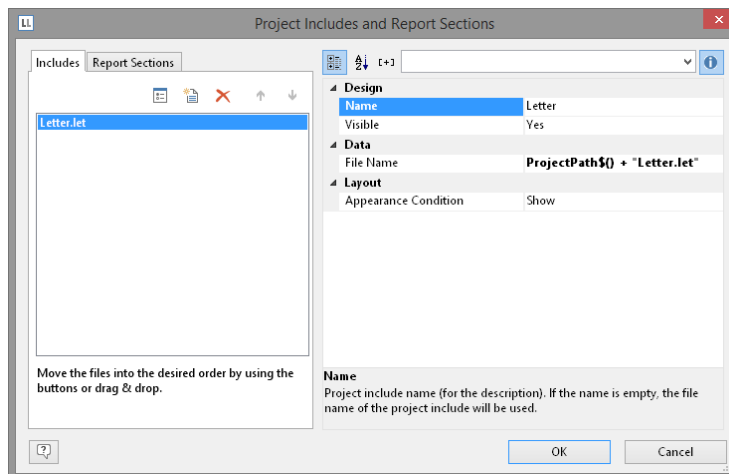 LL
Project Includes and Report Sections
Includes
Report Sections
Letter.let
Move the files into the desired order by using the
buttons or drag & drop.
A
Z
[+]
Design
Name Letter
Visible Yes
Data
File Name ProjectPath$() + "Letter.let"
Layout
Appearance Condition Show
Name
Project include name (for the description). If the name is empty, the file
name of the project include will be used.
OK
Cancel